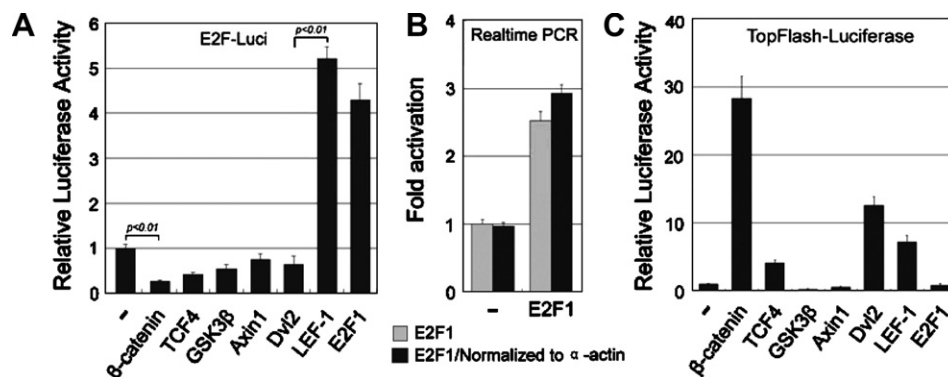 A
E2F-Luci
Relative Luciferase Activity
6
5
4
3
2
1
0
p<0.01
p<0.01
-
β-catenin
TCF4
GSK3β
Axin1
Dvl2
LEF-1
E2F1
B
Realtime PCR
Fold activation
4
3
2
1
0
-
E2F1
E2F1
E2F1/Normalized to α-actin
C
TopFlash-Luciferase
Relative Luciferase Activity
40
30
20
10
0
-
β-catenin
TCF4
GSK3β
Axin1
Dvl2
LEF-1
E2F1